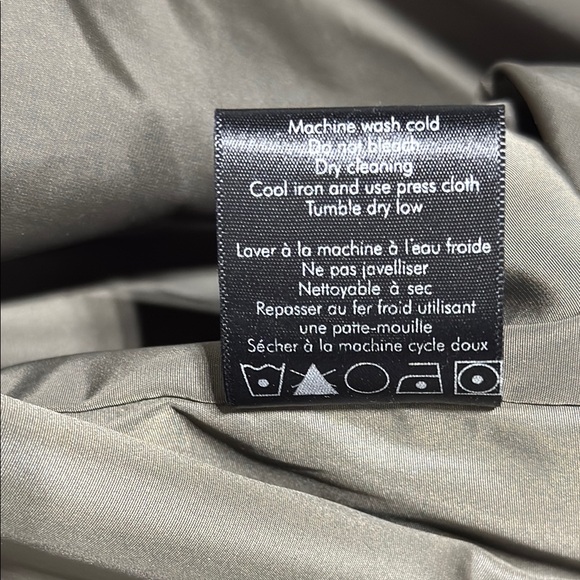 Machine wash cold
Do not bleach
Dry cleaning
Cool iron and use press cloth
Tumble dry low
Laver à la machine à l'eau froide
Ne pas javelliser
Nettoyable à sec
Repasser au fer froid utilisant
une patte-mouille
Sécher à la machine cycle doux